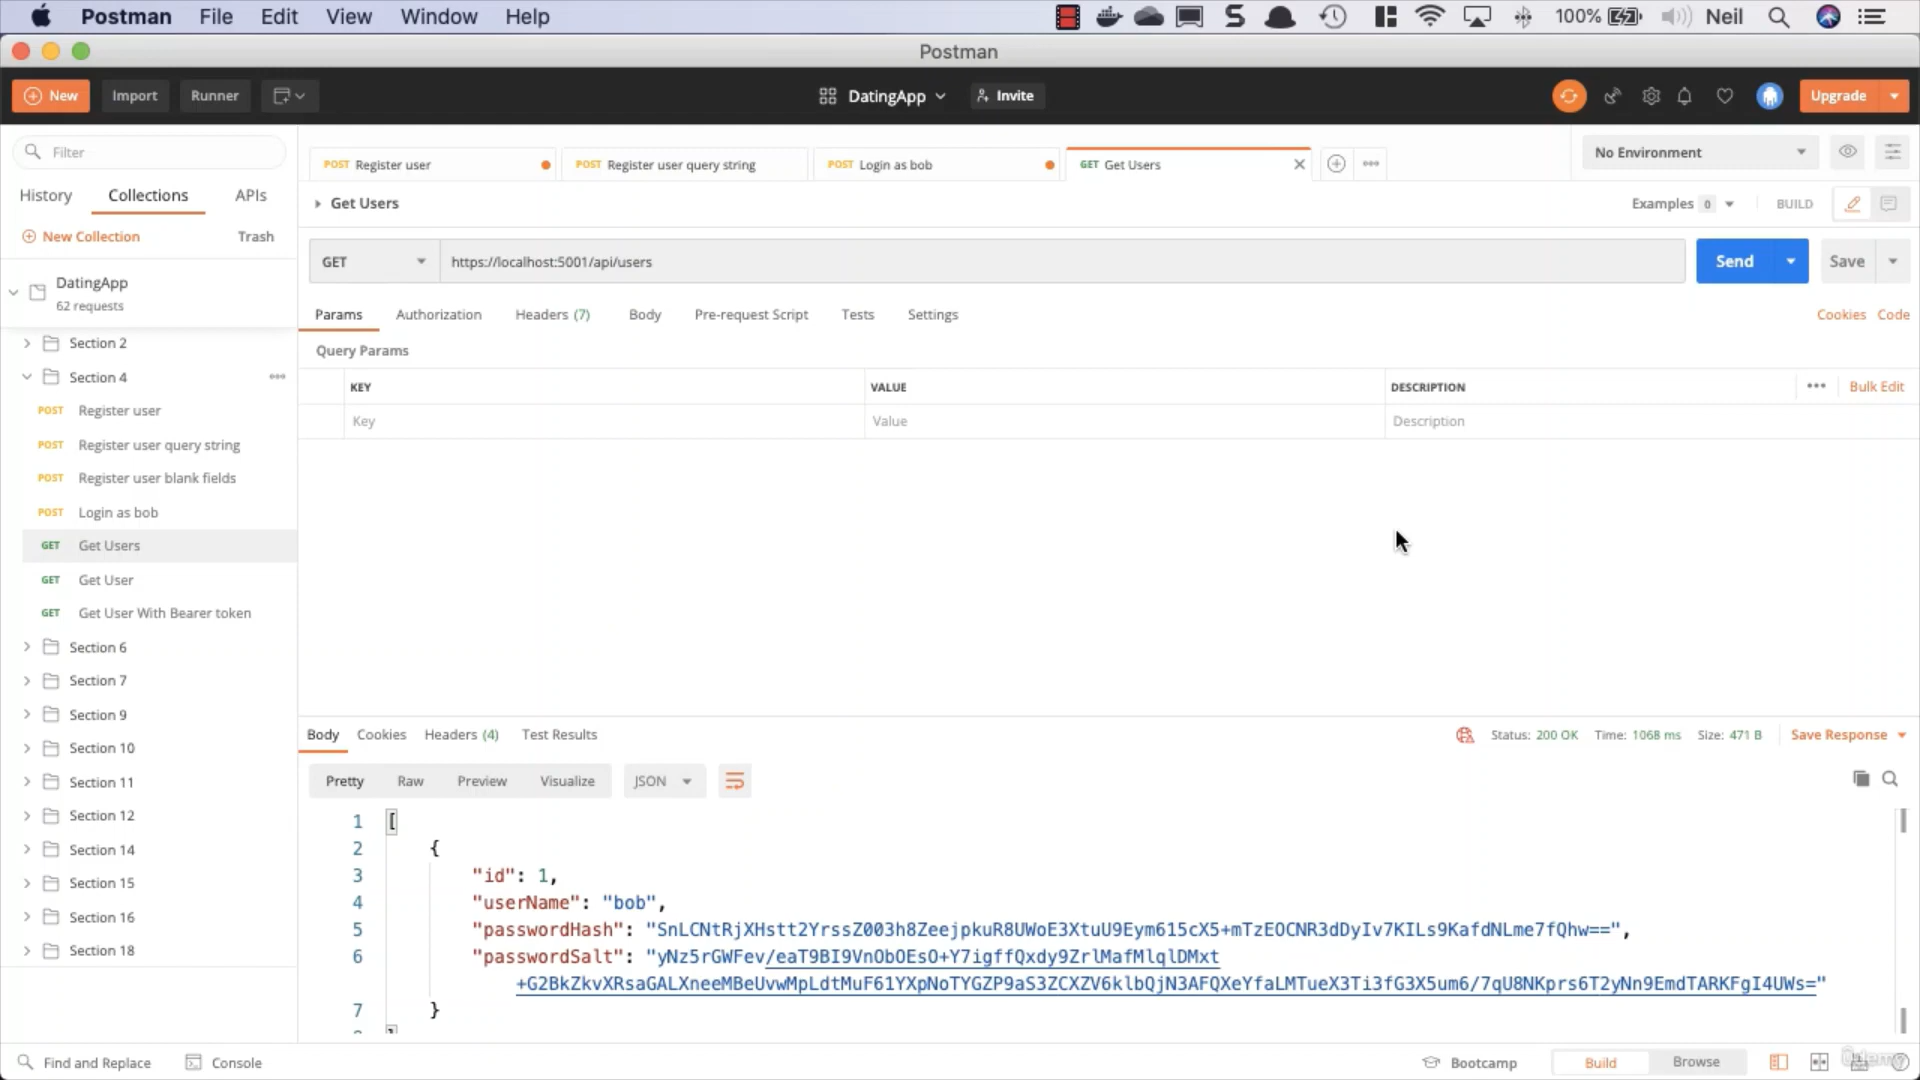 Postman File Edit View Window Help 100% Neil
Postman
New Import Runner DatingApp Invite Upgrade
Filter
History Collections APIs
New Collection Trash
DatingApp
62 requests
Section 2
Section 4
POST Register user
POST Register user query string
POST Register user blank fields
POST Login as bob
GET Get Users
GET Get User
GET Get User With Bearer token
Section 6
Section 7
Section 9
Section 10
Section 11
Section 12
Section 14
Section 15
Section 16
Section 18
POST Register user POST Register user query string POST Login as bob GET Get Users No Environment
Get Users Examples 0 BUILD
GET https://localhost:5001/api/users Send Save
Params Authorization Headers (7) Body Pre-request Script Tests Settings Cookies Code
Query Params
KEY VALUE DESCRIPTION Bulk Edit
Key Value Description
Body Cookies Headers (4) Test Results Status: 200 OK Time: 1068 ms Size: 471 B Save Response
Pretty Raw Preview Visualize JSON
1 [
2 {
3 "id": 1,
4 "userName": "bob",
5 "passwordHash": "SnLCNtRjXHstt2YrssZ003h8ZeejpkuR8UWoE3XtuU9Eym615cX5+mTzEOCNR3dDyIv7KILs9KafdNLme7fQhw==",
6 "passwordSalt": "yNz5rGWFev/eaT9BI9VnObOEsO+Y7igffQxdy9ZrlMafMlqlDMxt
+G2BkZkvXRsaGALXneeMBeUvwMpLdtMuF61YXpNoTYGZP9aS3ZCXZV6klbQjN3AFQXeYfaLMTueX3Ti3fG3X5um6/7qU8NKprs6T2yNn9EmdTARKFgI4UWs="
7 }
Find and Replace Console Bootcamp Build Browse